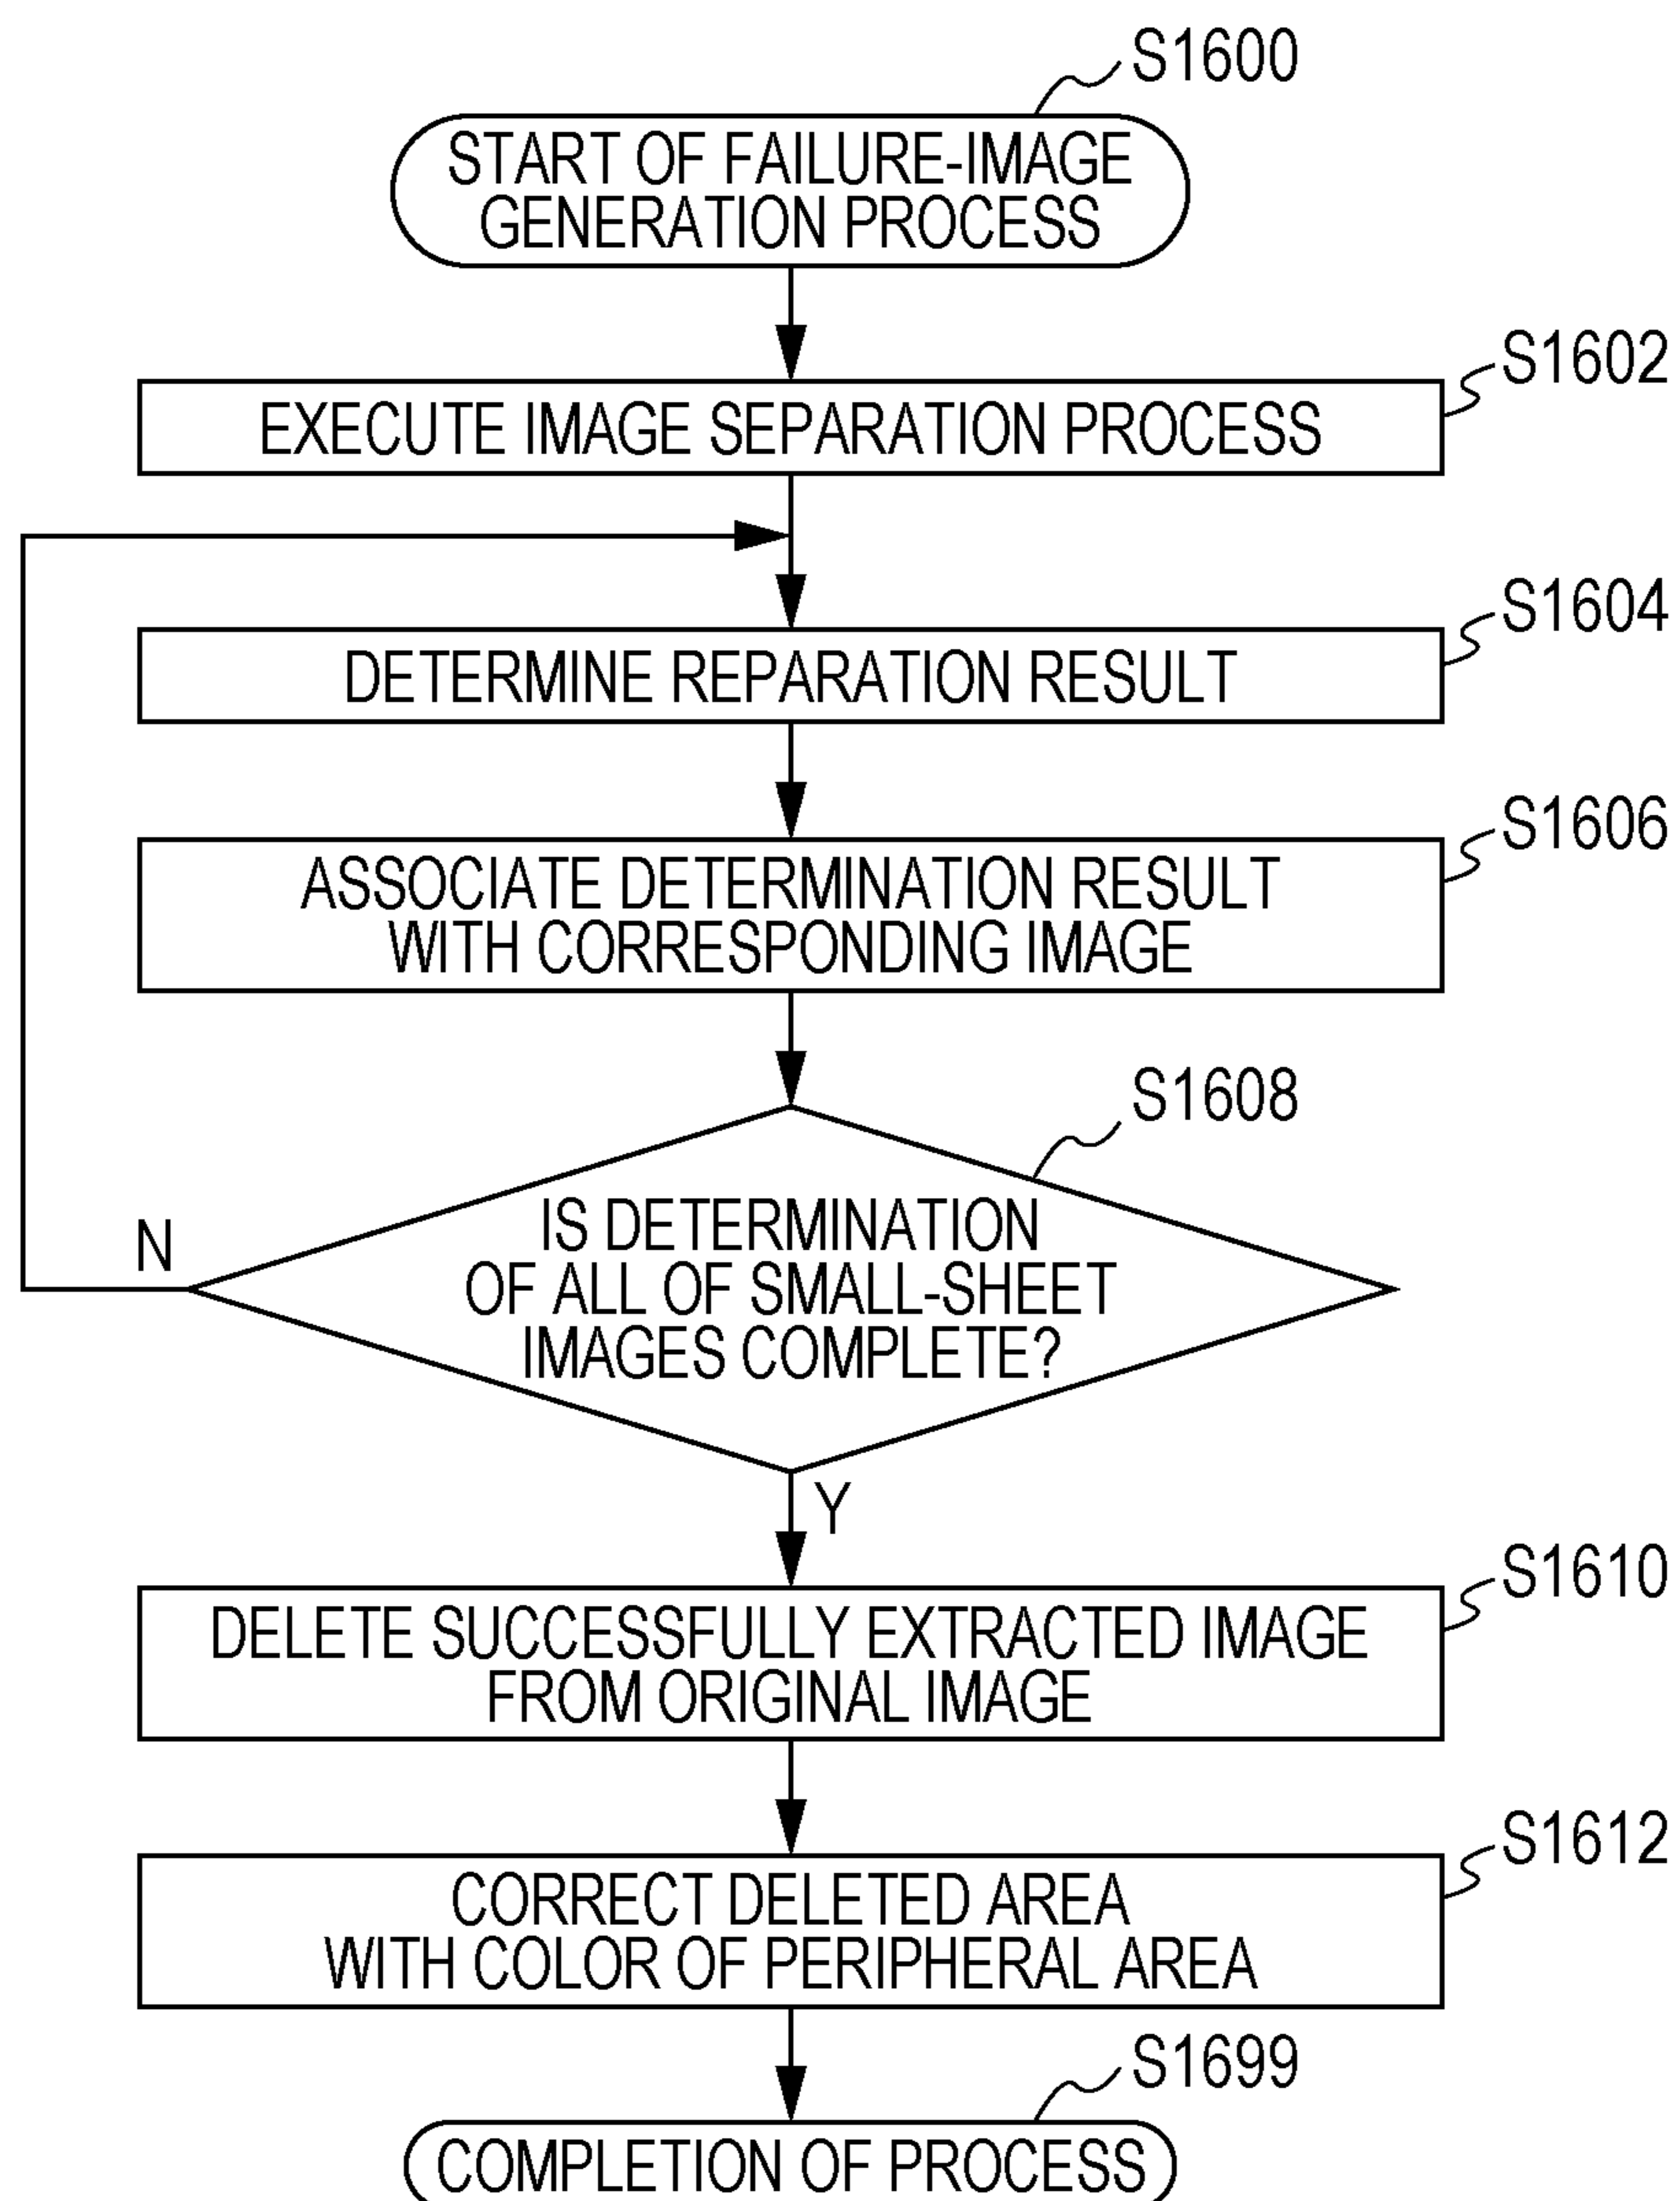 S1600
START OF FAILURE-IMAGE
GENERATION PROCESS
S1602
EXECUTE IMAGE SEPARATION PROCESS
S1604
DETERMINE REPARATION RESULT
S1606
ASSOCIATE DETERMINATION RESULT
WITH CORRESPONDING IMAGE
S1608
IS DETERMINATION
OF ALL OF SMALL-SHEET
IMAGES COMPLETE?
N
Y
S1610
DELETE SUCCESSFULLY EXTRACTED IMAGE
FROM ORIGINAL IMAGE
S1612
CORRECT DELETED AREA
WITH COLOR OF PERIPHERAL AREA
S1699
COMPLETION OF PROCESS